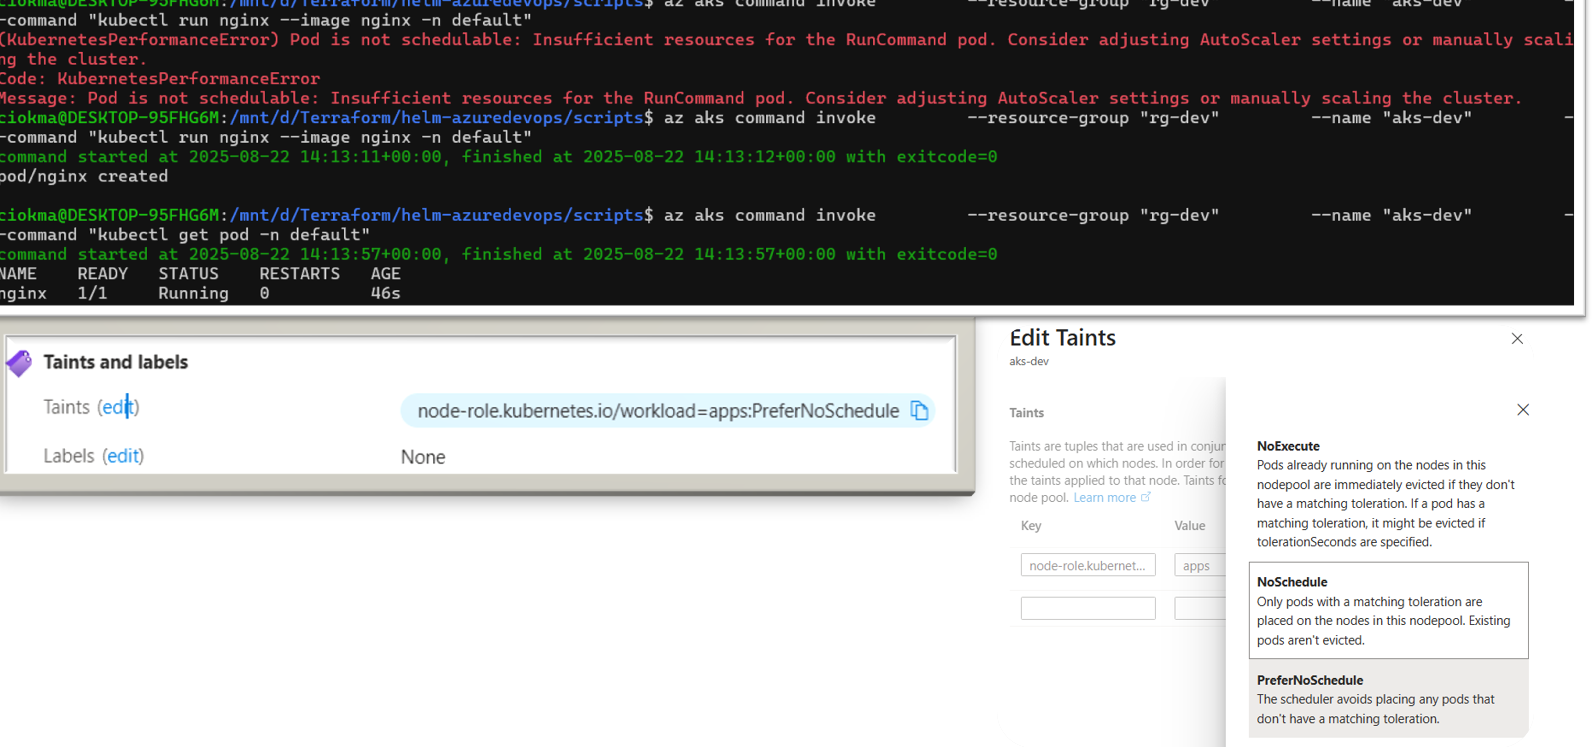 ciokma@DESKTOP-95FHG6M:/mnt/d/Terraform/helm-azuredevops/scripts$ az aks command invoke --resource-group "rg-dev" --name "aks-dev" -
-command "kubectl run nginx --image nginx -n default"
(KubernetesPerformanceError) Pod is not schedulable: Insufficient resources for the RunCommand pod. Consider adjusting AutoScaler settings or manually scali
ng the cluster.
Code: KubernetesPerformanceError
Message: Pod is not schedulable: Insufficient resources for the RunCommand pod. Consider adjusting AutoScaler settings or manually scaling the cluster.
ciokma@DESKTOP-95FHG6M:/mnt/d/Terraform/helm-azuredevops/scripts$ az aks command invoke --resource-group "rg-dev" --name "aks-dev" -
-command "kubectl run nginx --image nginx -n default"
command started at 2025-08-22 14:13:11+00:00, finished at 2025-08-22 14:13:12+00:00 with exitcode=0
pod/nginx created
ciokma@DESKTOP-95FHG6M:/mnt/d/Terraform/helm-azuredevops/scripts$ az aks command invoke --resource-group "rg-dev" --name "aks-dev" -
-command "kubectl get pod -n default"
command started at 2025-08-22 14:13:57+00:00, finished at 2025-08-22 14:13:57+00:00 with exitcode=0
NAME READY STATUS RESTARTS AGE
nginx 1/1 Running 0 46s
Taints and labels
Taints (edit) node-role.kubernetes.io/workload=apps:PreferNoSchedule
Labels (edit) None
Edit Taints
aks-dev
Taints
Taints are tuples that are used in conjun
scheduled on which nodes. In order for
the taints applied to that node. Taints fo
node pool. Learn more
Key Value
node-role.kubernet... apps
NoExecute
Pods already running on the nodes in this
nodepool are immediately evicted if they don't
have a matching toleration. If a pod has a
matching toleration, it might be evicted if
tolerationSeconds are specified.
NoSchedule
Only pods with a matching toleration are
placed on the nodes in this nodepool. Existing
pods aren't evicted.
PreferNoSchedule
The scheduler avoids placing any pods that
don't have a matching toleration.